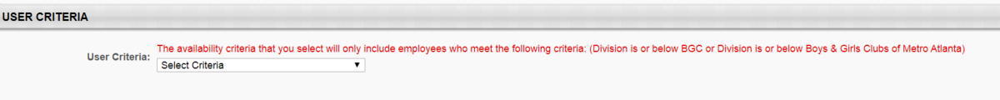 USER CRITERIA
The availability criteria that you select will only include employees who meet the following criteria: (Division is or below BGC or Division is or below Boys & Girls Clubs of Metro Atlanta)
User Criteria:
Select Criteria